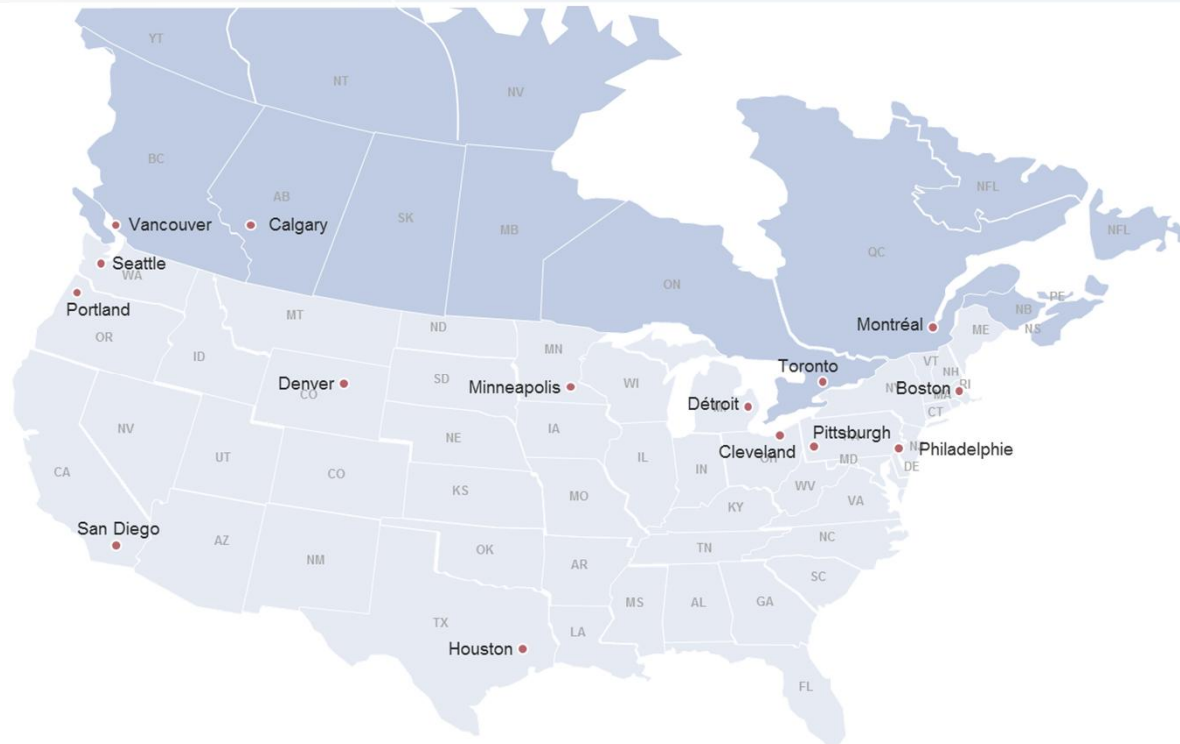 YT
NT
NV
BC
AB
SK
MB
ON
QC
NFL
NFL
Vancouver
Calgary
Seattle
WA
Portland
OR
MT
ND
ID
Denver
CO
SD
MN
Minneapolis
WI
Détroit
Toronto
Montréal
NB
PE
NS
ME
VT
NH
Boston
MA
RI
CT
Pittsburgh
Cleveland
OH
Philadelphie
NJ
DE
MD
NV
UT
CO
NE
KS
IA
IL
IN
MO
KY
WV
VA
CA
San Diego
AZ
NM
OK
AR
TN
NC
SC
MS
AL
GA
TX
LA
Houston
FL